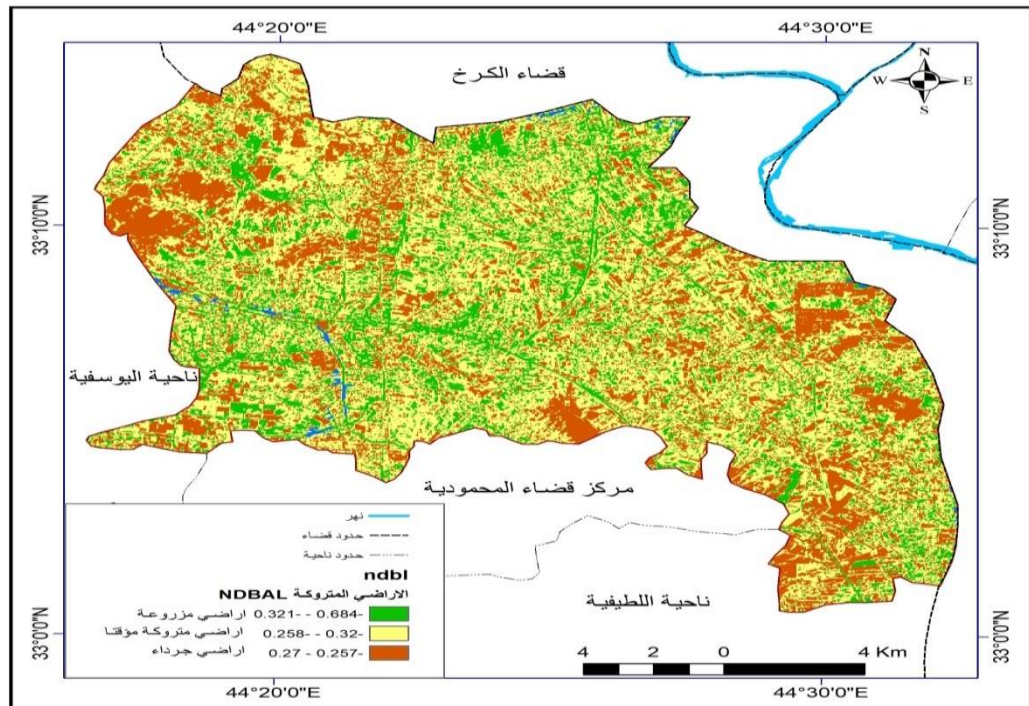 44°20'0"E
44°30'0"E
قضاء الكرخ
N
W E
S
33°10'0"N
33°10'0"N
ناحية اليوسفية
مركز قضاء المحمودية
نهر
حدود قضاء
حدود ناحية
ndbl
الاراضي المتروكة NDBAL
اراضي مزروعة 0.321- - 0.684-
اراضي متروكة مؤقتا 0.258- - 0.32-
اراضي جرداء 0.27 - 0.257-
ناحية اللطيفية
33°0'0"N
33°0'0"N
4 2 0 4 Km
44°20'0"E
44°30'0"E